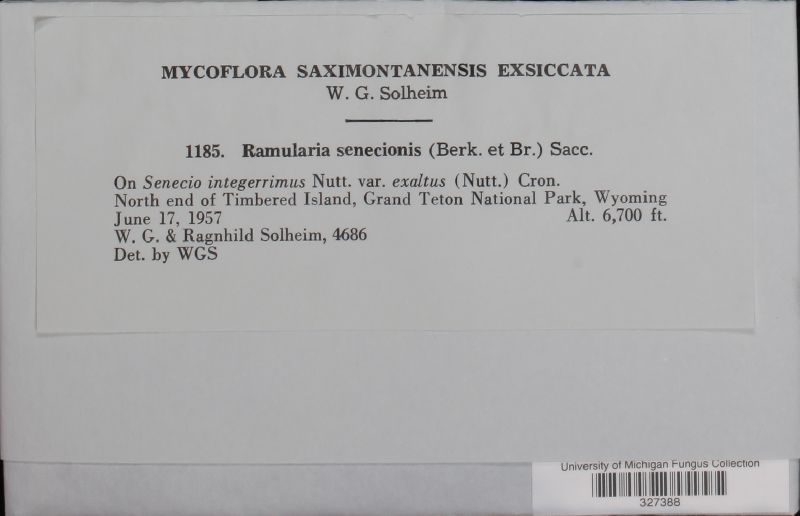 MYCOFLORA SAXIMONTANENSIS EXSICCATA
W. G. Solheim
1185. Ramularia senecionis (Berk. et Br.) Sacc.
On Senecio integerrimus Nutt. var. exaltus (Nutt.) Cron.
North end of Timbered Island, Grand Teton National Park, Wyoming
June 17, 1957 Alt. 6,700 ft.
W. G. & Ragnhild Solheim, 4686
Det. by WGS
University of Michigan Fungus Collection
327388